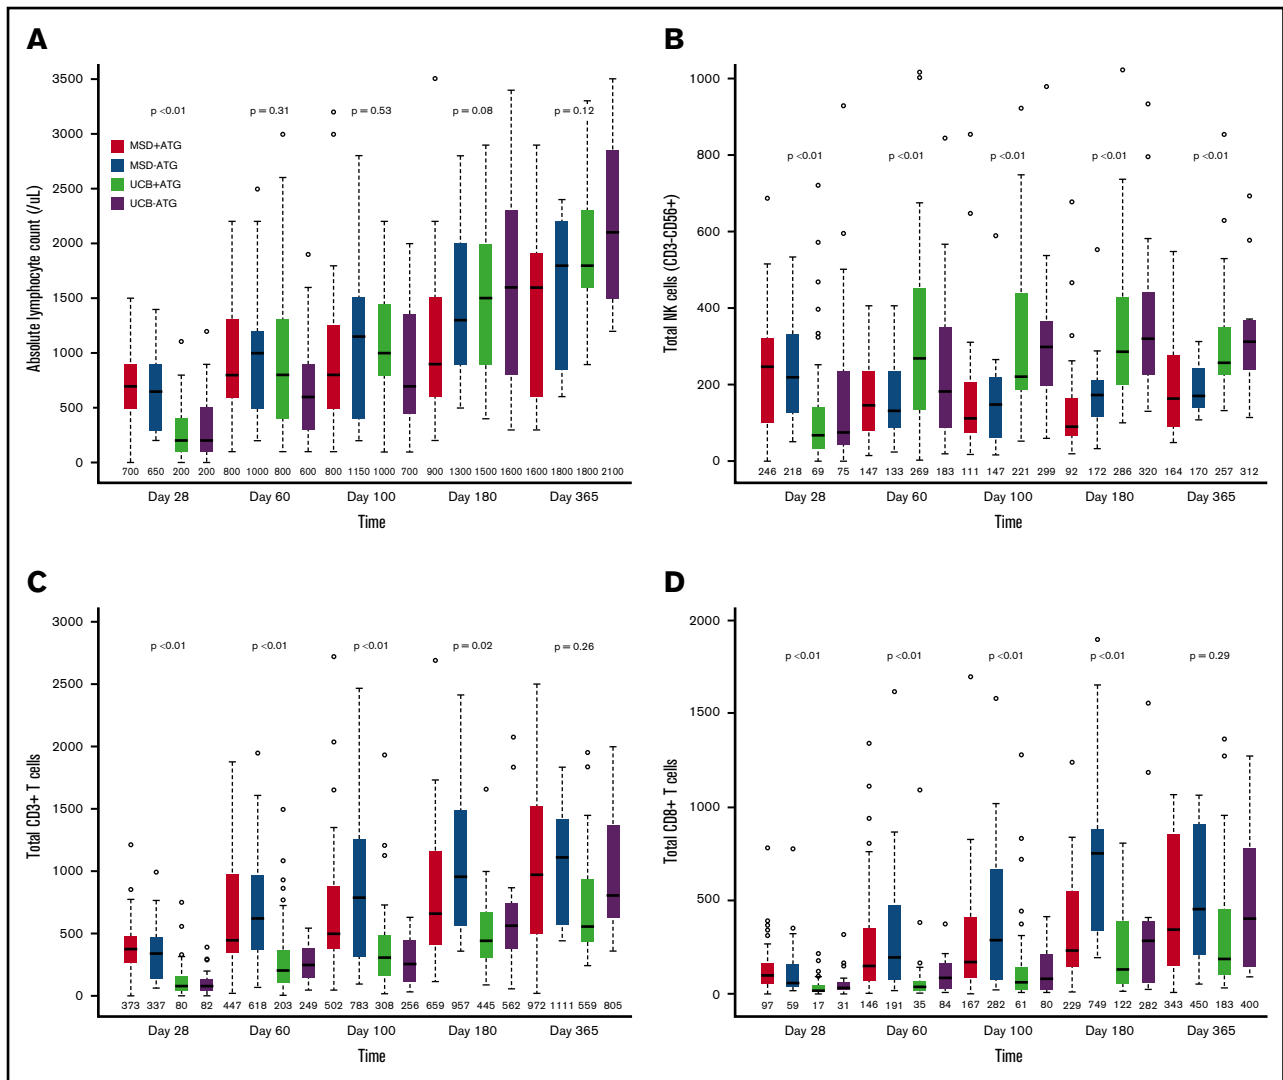 A
Absolute lymphocyte count (/uL)
3500
3000
2500
2000
1500
1000
500
0
p <0.01 p = 0.31 p = 0.53 p = 0.08 p = 0.12
MSD+ATG
MSD-ATG
UCB+ATG
UCB-ATG
700 650 200 200 800 1000 800 600 800 1150 1000 700 900 1300 1500 1600 1600 1800 1800 2100
Day 28 Day 60 Day 100 Day 180 Day 365
Time
B
Total NK cells (CD3-CD56+)
1000
800
600
400
200
0
p <0.01 p <0.01 p <0.01 p <0.01 p <0.01
246 218 69 75 147 133 269 183 111 147 221 299 92 172 286 320 164 170 257 312
Day 28 Day 60 Day 100 Day 180 Day 365
Time
C
Total CD3+ T cells
3000
2500
2000
1500
1000
500
0
p <0.01 p <0.01 p <0.01 p = 0.02 p = 0.26
373 337 80 82 447 618 203 249 502 783 308 256 659 957 445 562 972 1111 559 805
Day 28 Day 60 Day 100 Day 180 Day 365
Time
D
Total CD8+ T cells
2000
1500
1000
500
0
p <0.01 p <0.01 p <0.01 p <0.01 p = 0.29
97 59 17 31 146 191 35 84 167 282 61 80 229 749 122 282 343 450 183 400
Day 28 Day 60 Day 100 Day 180 Day 365
Time